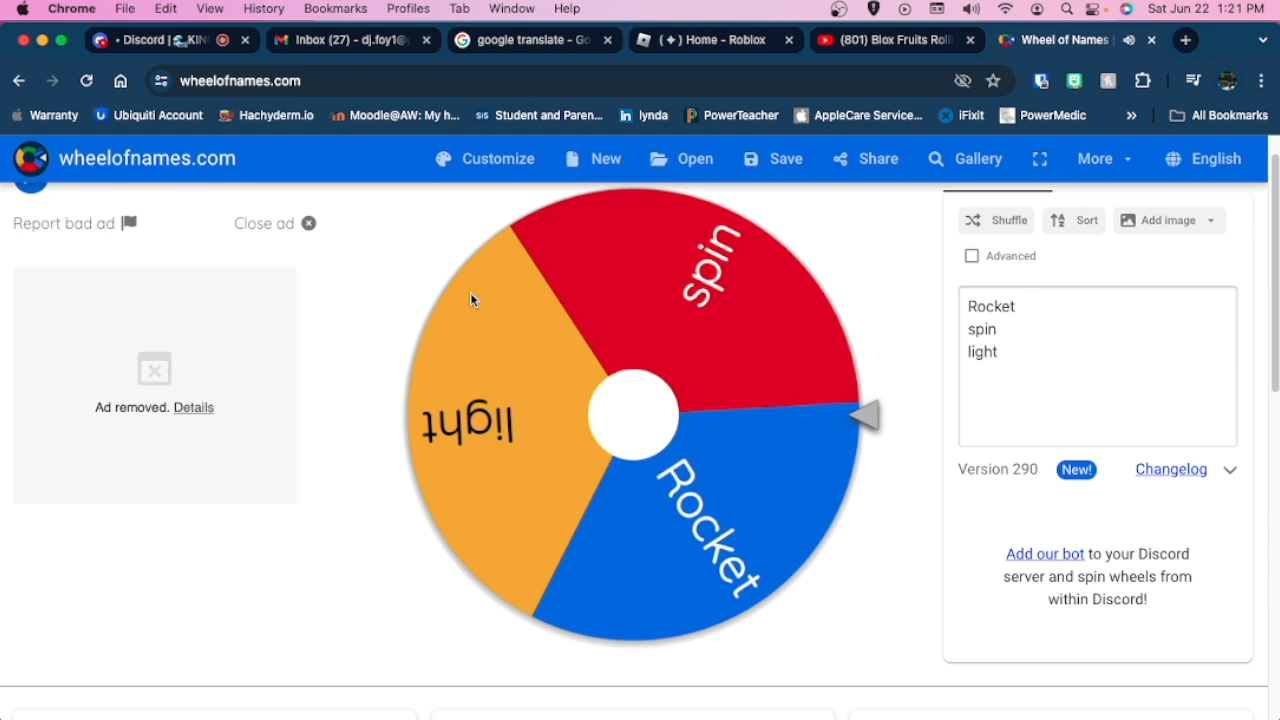 Chrome File Edit View History Bookmarks Profiles Tab Window Help Sat Jun 22 1:21 PM
• Discord | KIN Inbox (27) - dj.foy1@ google translate - Go ( ✦ ) Home - Roblox (801) Blox Fruits Roll Wheel of Names |
wheelofnames.com
Warranty Ubiquiti Account Hachyderm.io Moodle@AW: My h... SIS Student and Paren... lynda PowerTeacher AppleCare Service... iFixit PowerMedic » All Bookmarks
wheelofnames.com Customize New Open Save Share Gallery More English
Report bad ad Close ad
Ad removed. Details
spin
light
Rocket
Shuffle Sort Add image
Advanced
Rocket
spin
light
Version 290 New! Changelog
Add our bot to your Discord
server and spin wheels from
within Discord!